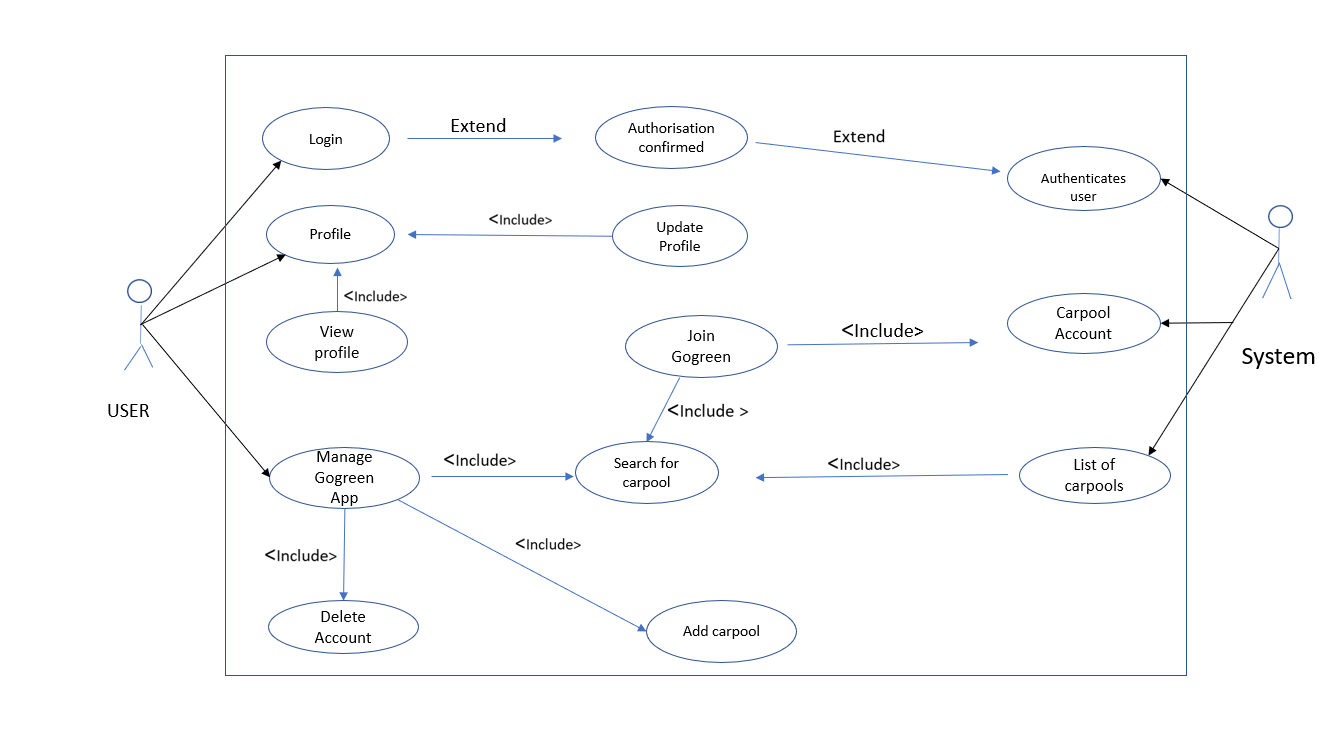 Login
Extend
Authorisation
confirmed
Extend
Authenticates
user
Profile
<Include>
Update
Profile
<Include>
View
profile
Join
Gogreen
<Include>
Carpool
Account
System
USER
<Include >
Manage
Gogreen
App
<Include>
Search for
carpool
<Include>
List of
carpools
<Include>
<Include>
Delete
Account
Add carpool